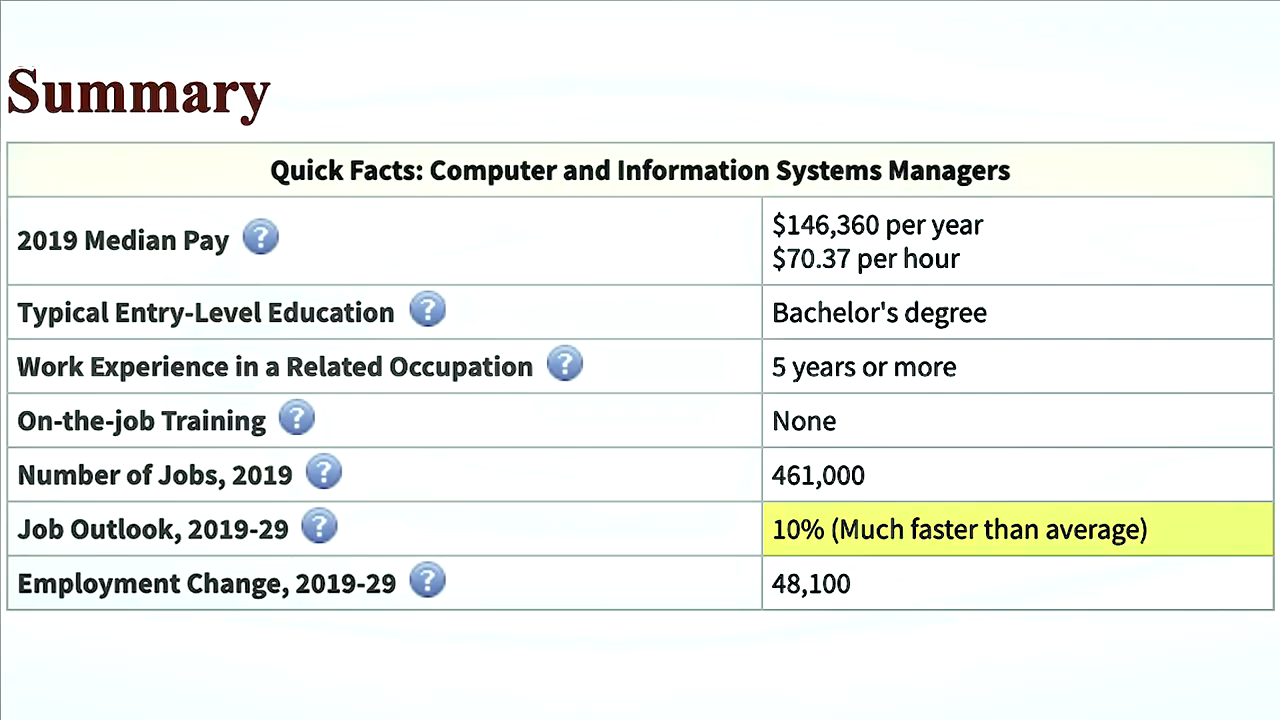 Summary
Quick Facts: Computer and Information Systems Managers
2019 Median Pay ?
$146,360 per year
$70.37 per hour
Typical Entry-Level Education ?
Bachelor's degree
Work Experience in a Related Occupation ?
5 years or more
On-the-job Training ?
None
Number of Jobs, 2019 ?
461,000
Job Outlook, 2019-29 ?
10% (Much faster than average)
Employment Change, 2019-29 ?
48,100